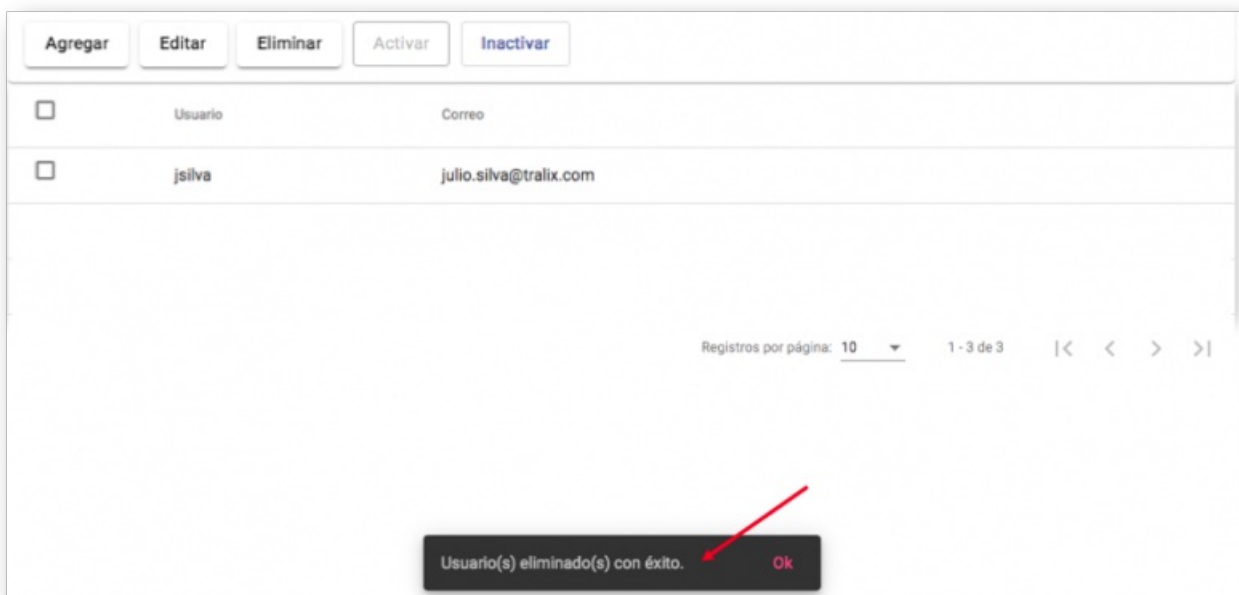 Agregar Editar Eliminar Activar Inactivar
Usuario Correo
jsilva julio.silva@tralix.com
Registros por página: 10 1 - 3 de 3
Usuario(s) eliminado(s) con éxito. Ok